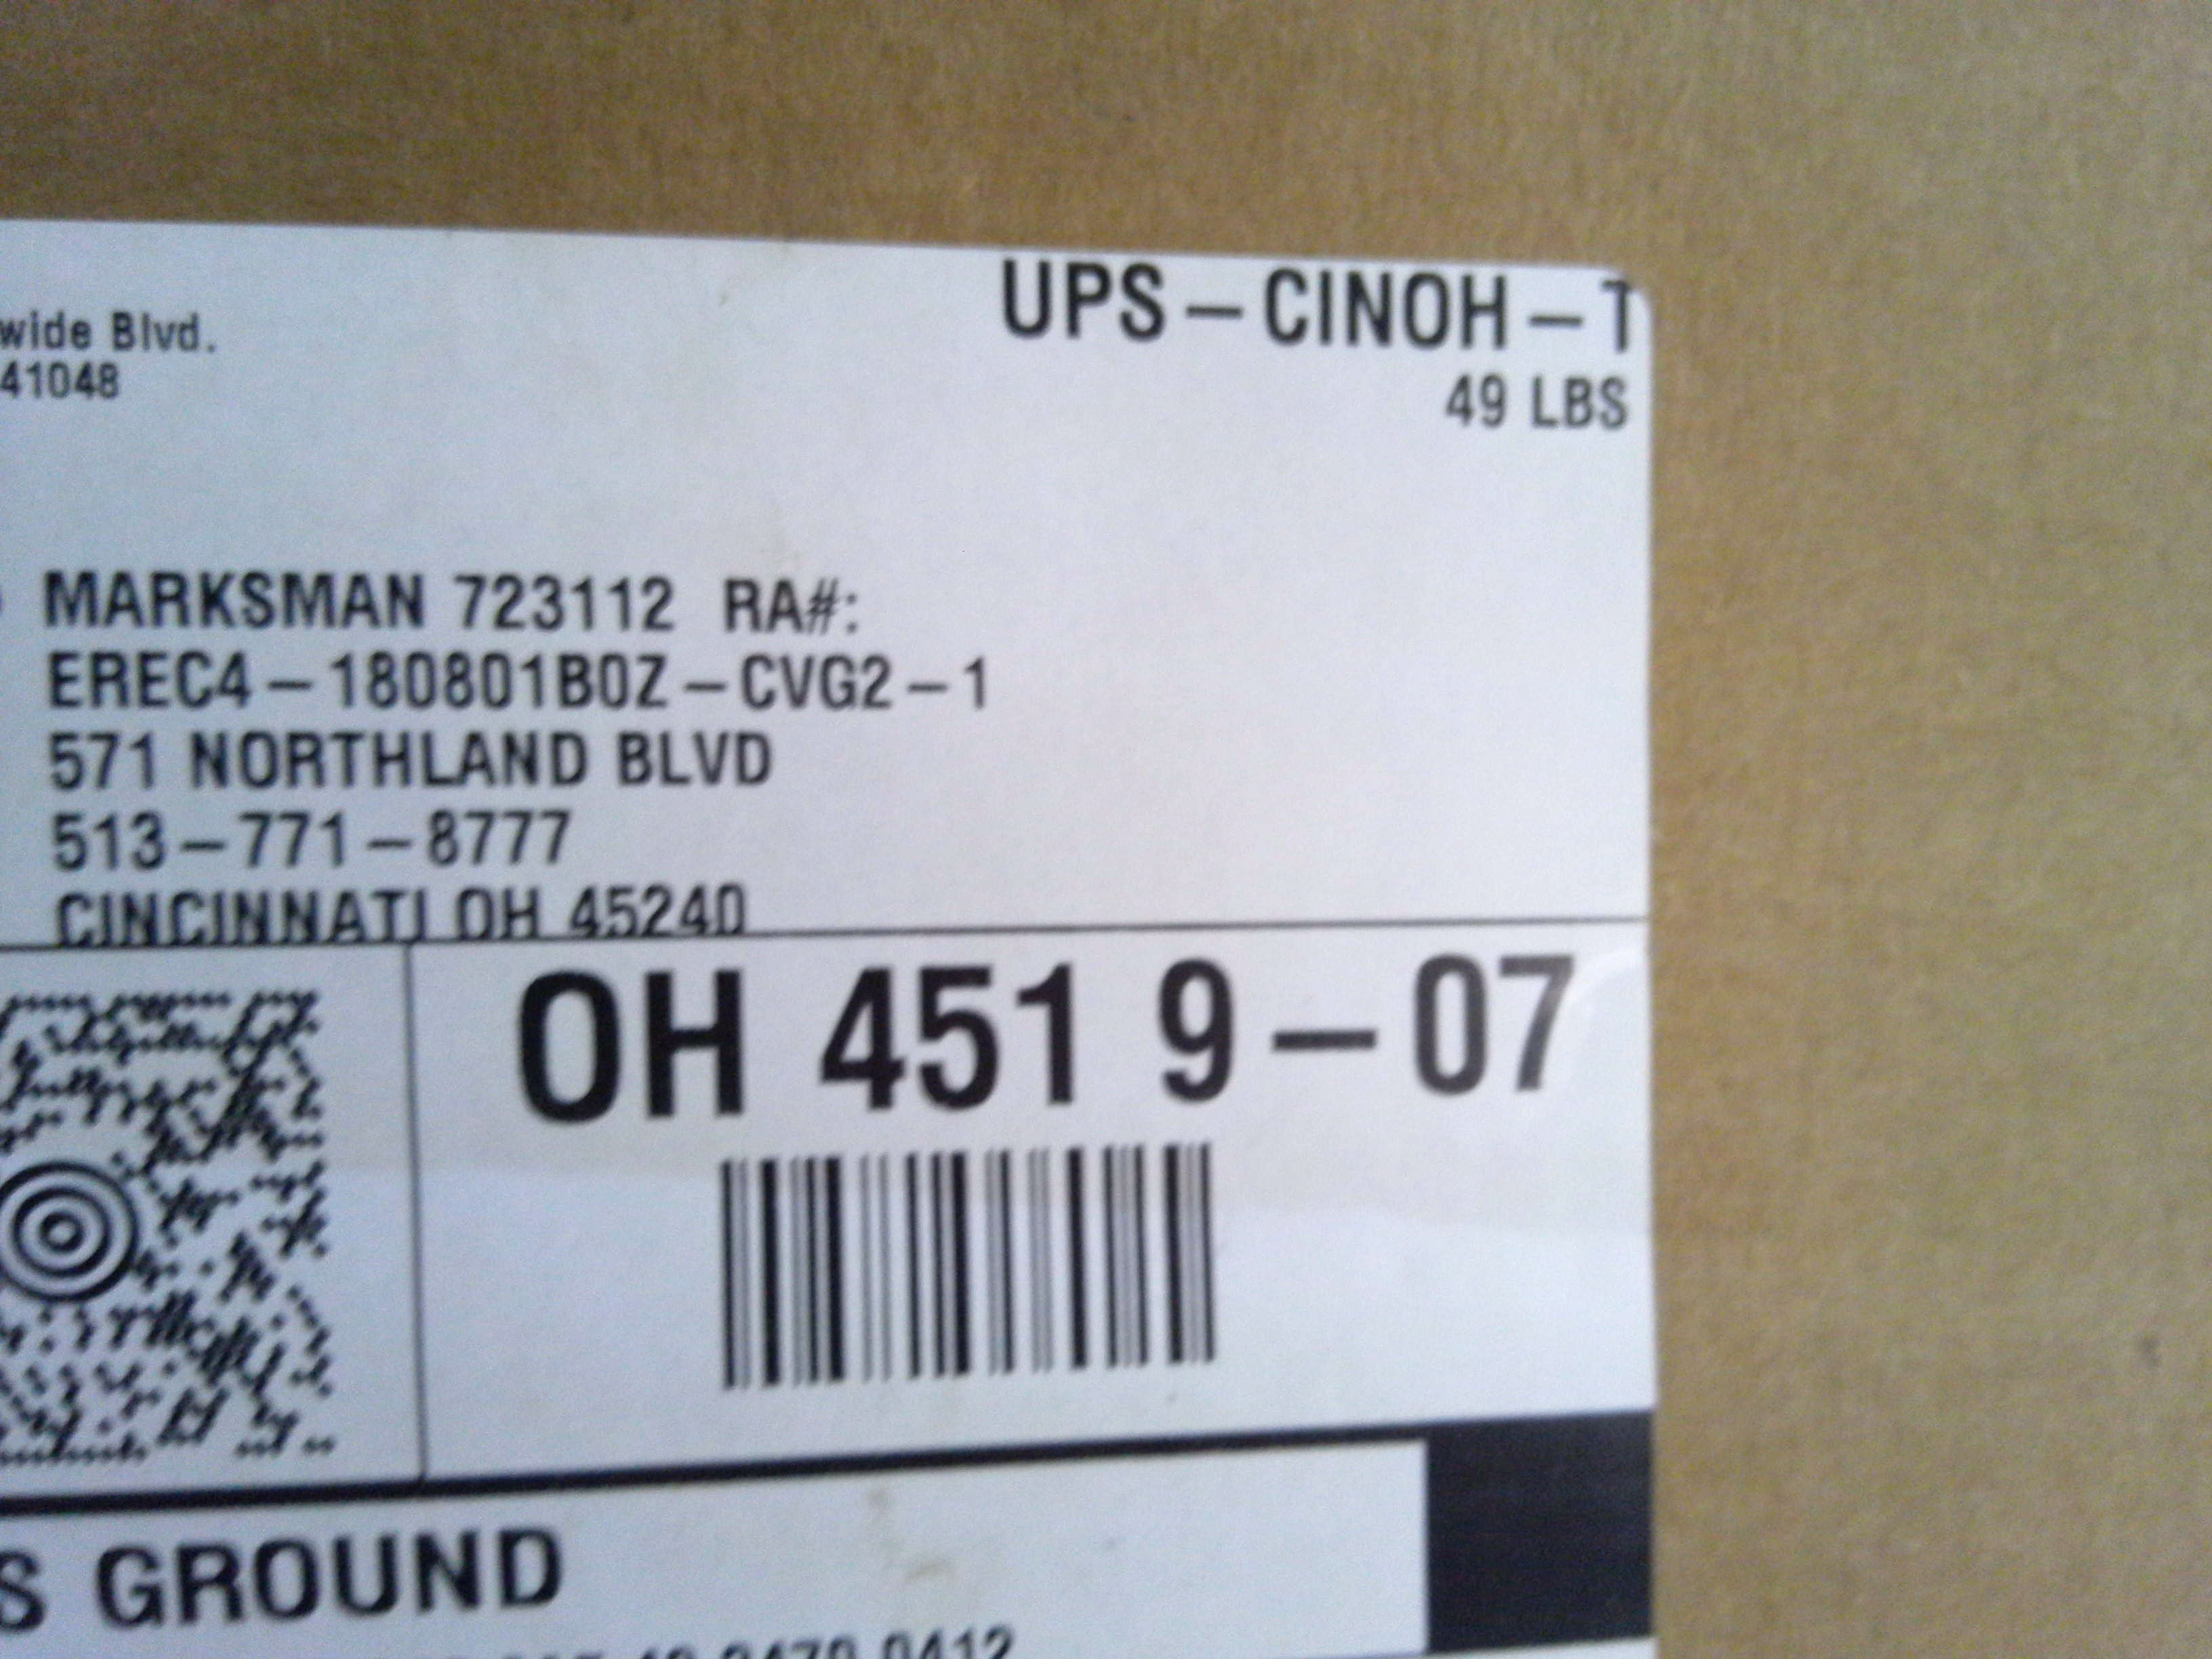 UPS-CINOH-T
wide Blvd.
41048
49 LBS
MARKSMAN 723112 RA#:
EREC4-180801B0Z-CVG2-1
571 NORTHLAND BLVD
513-771-8777
CINCINNATI OH 45240
OH 451 9-07
S GROUND